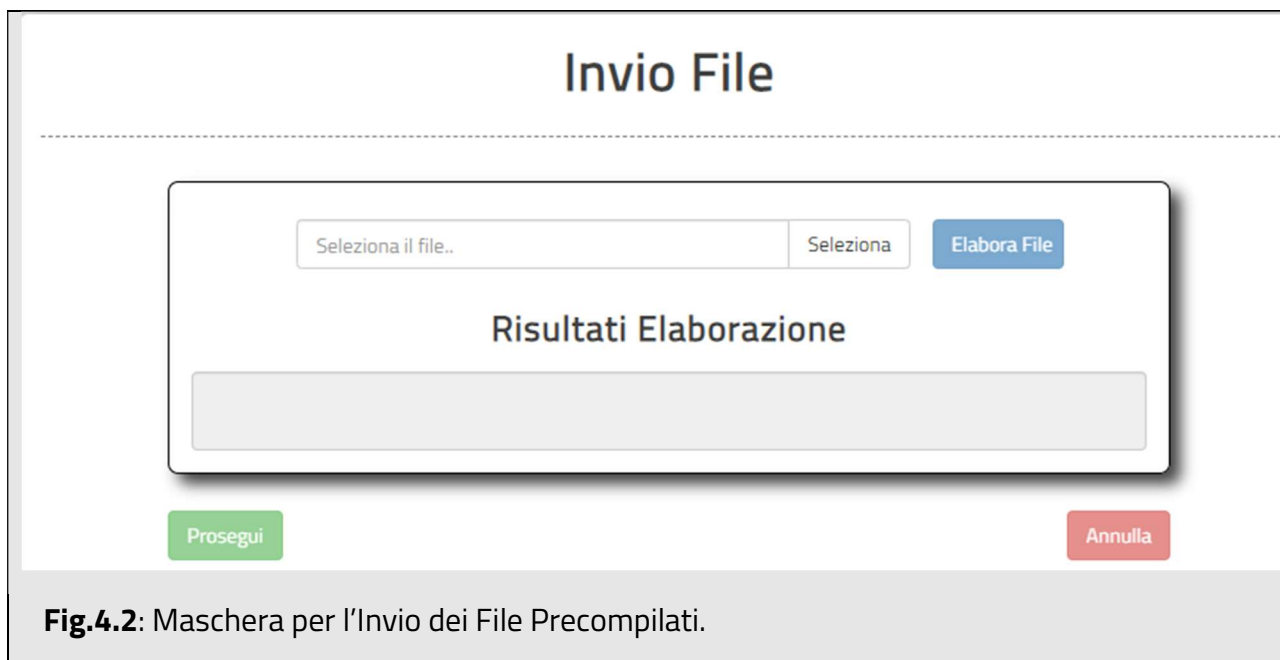 Invio File
Seleziona il file.. Seleziona Elabora File
Risultati Elaborazione
Prosegui Annulla
Fig.4.2: Maschera per l’Invio dei File Precompilati.